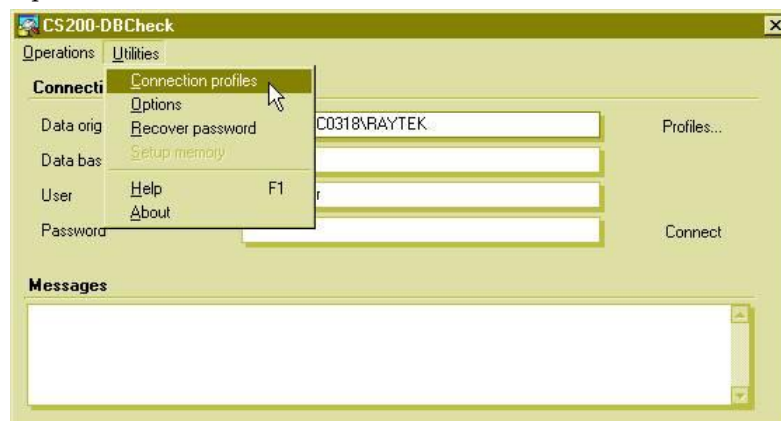 CS200-DBCheck
Operations Utilities
Connecti
Connection profiles
Options
Recover password
Setup memory
Help F1
About
Data orig C0318\RAYTEK Profiles...
Data bas
User r
Password Connect
Messages